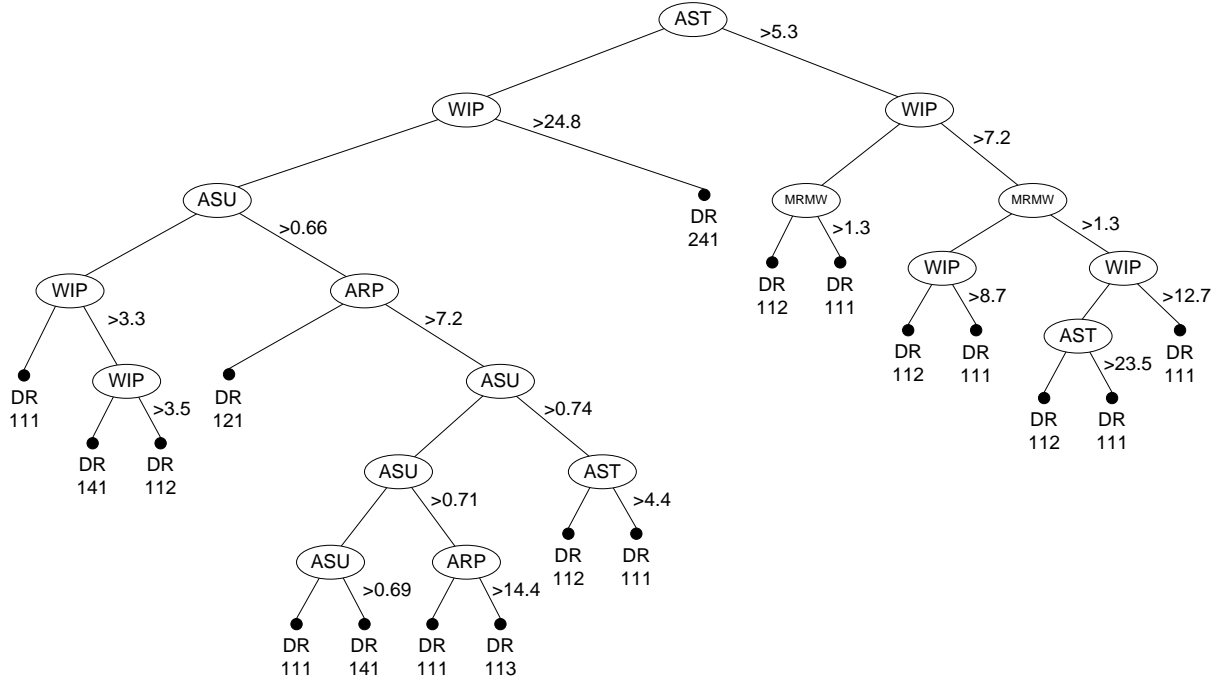 AST
>5.3
WIP
>24.8
WIP
>7.2
ASU
>0.66
DR
241
MRMW
>1.3
MRMW
>1.3
WIP
>3.3
ARP
>7.2
DR
112
DR
111
WIP
>8.7
WIP
>12.7
DR
111
WIP
>3.5
DR
121
ASU
>0.74
DR
112
DR
111
AST
>23.5
DR
111
DR
141
DR
112
ASU
>0.71
AST
>4.4
DR
112
DR
111
ASU
>0.69
ARP
>14.4
DR
112
DR
111
DR
111
DR
141
DR
111
DR
113